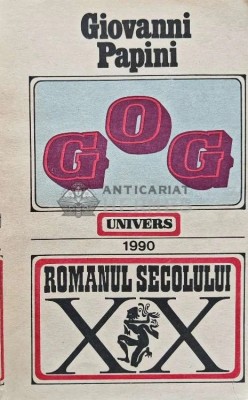 Giovanni
Papini
GOG
ANTICARIAT
UNIVERS
1990
ROMANUL SECOLULUI
XX